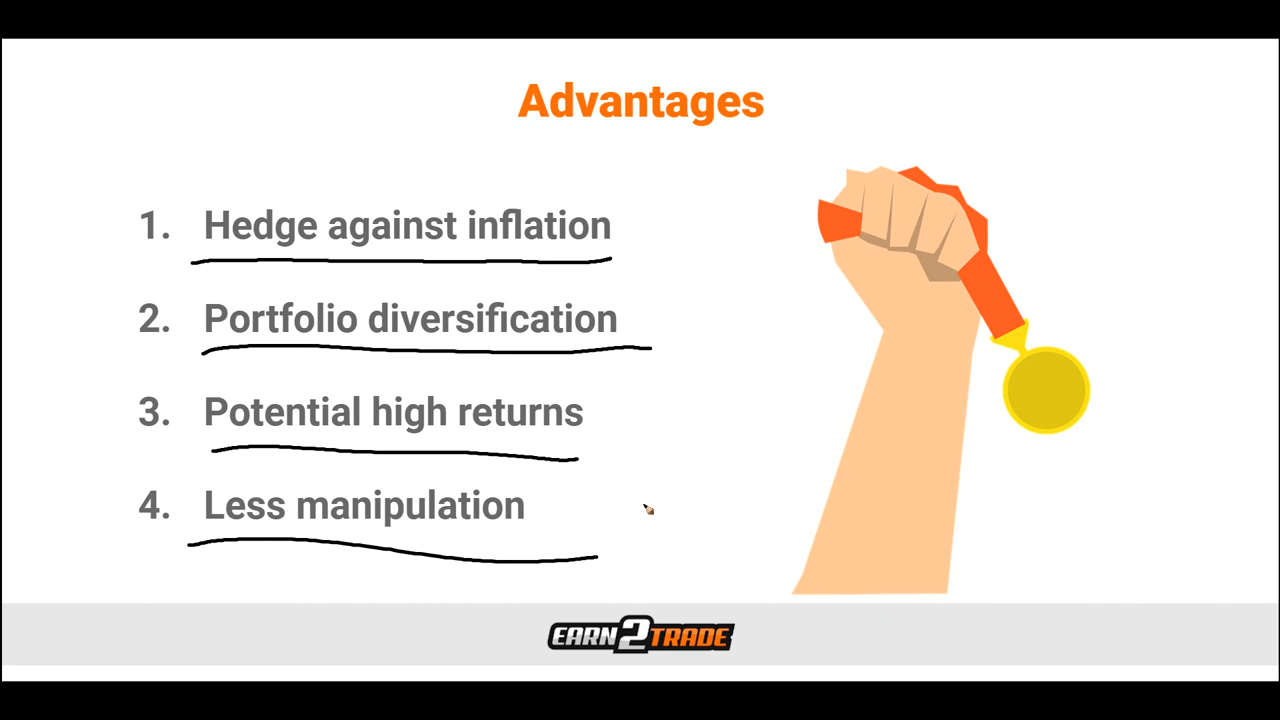 Advantages
1. Hedge against inflation
2. Portfolio diversification
3. Potential high returns
4. Less manipulation
EARN2TRADE